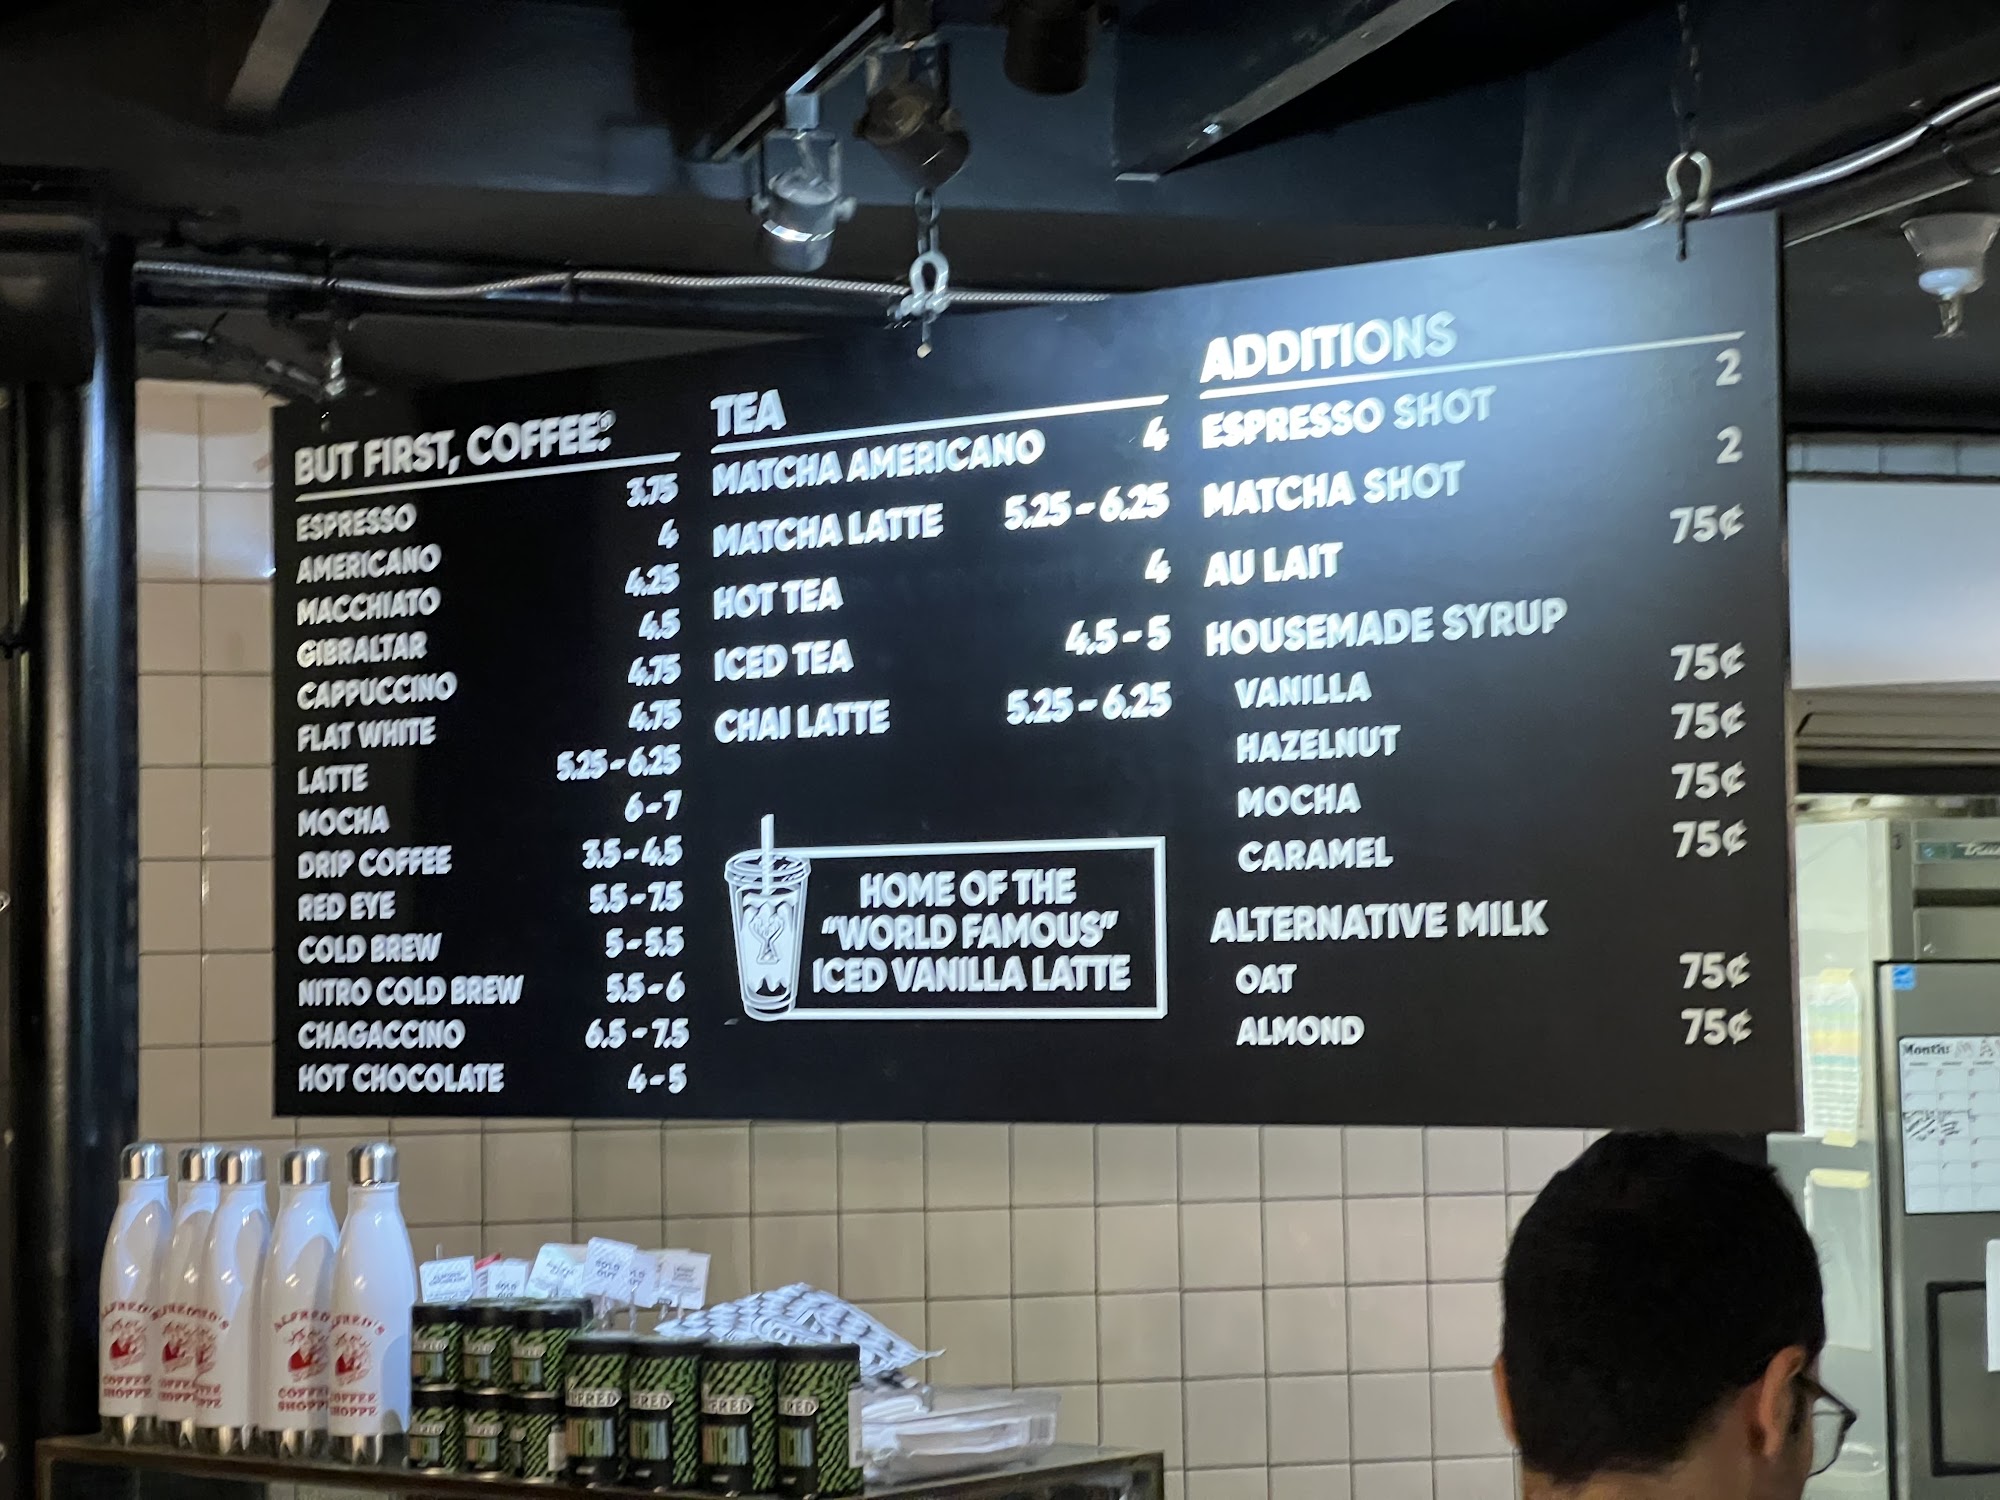 BUT FIRST, COFFEE.®
ESPRESSO 3.75
AMERICANO 4
MACCHIATO 4.25
GIBRALTAR 4.5
CAPPUCCINO 4.75
FLAT WHITE 4.75
LATTE 5.25 - 6.25
MOCHA 6 - 7
DRIP COFFEE 3.5 - 4.5
RED EYE 5.5 - 7.5
COLD BREW 5 - 5.5
NITRO COLD BREW 5.5 - 6
CHAGACCINO 6.5 - 7.5
HOT CHOCOLATE 4 - 5
TEA
MATCHA AMERICANO 4
MATCHA LATTE 5.25 - 6.25
HOT TEA 4
ICED TEA 4.5 - 5
CHAI LATTE 5.25 - 6.25
HOME OF THE
"WORLD FAMOUS"
ICED VANILLA LATTE
ADDITIONS
ESPRESSO SHOT 2
MATCHA SHOT 2
AU LAIT 75¢
HOUSEMADE SYRUP
VANILLA 75¢
HAZELNUT 75¢
MOCHA 75¢
CARAMEL 75¢
ALTERNATIVE MILK
OAT 75¢
ALMOND 75¢
Month:
ALFRED'S
COFFEE
SHOPPE
SOLD
OUT